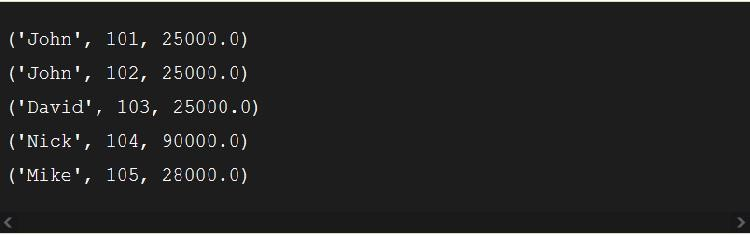 ('John', 101, 25000.0)
('John', 102, 25000.0)
('David', 103, 25000.0)
('Nick', 104, 90000.0)
('Mike', 105, 28000.0)